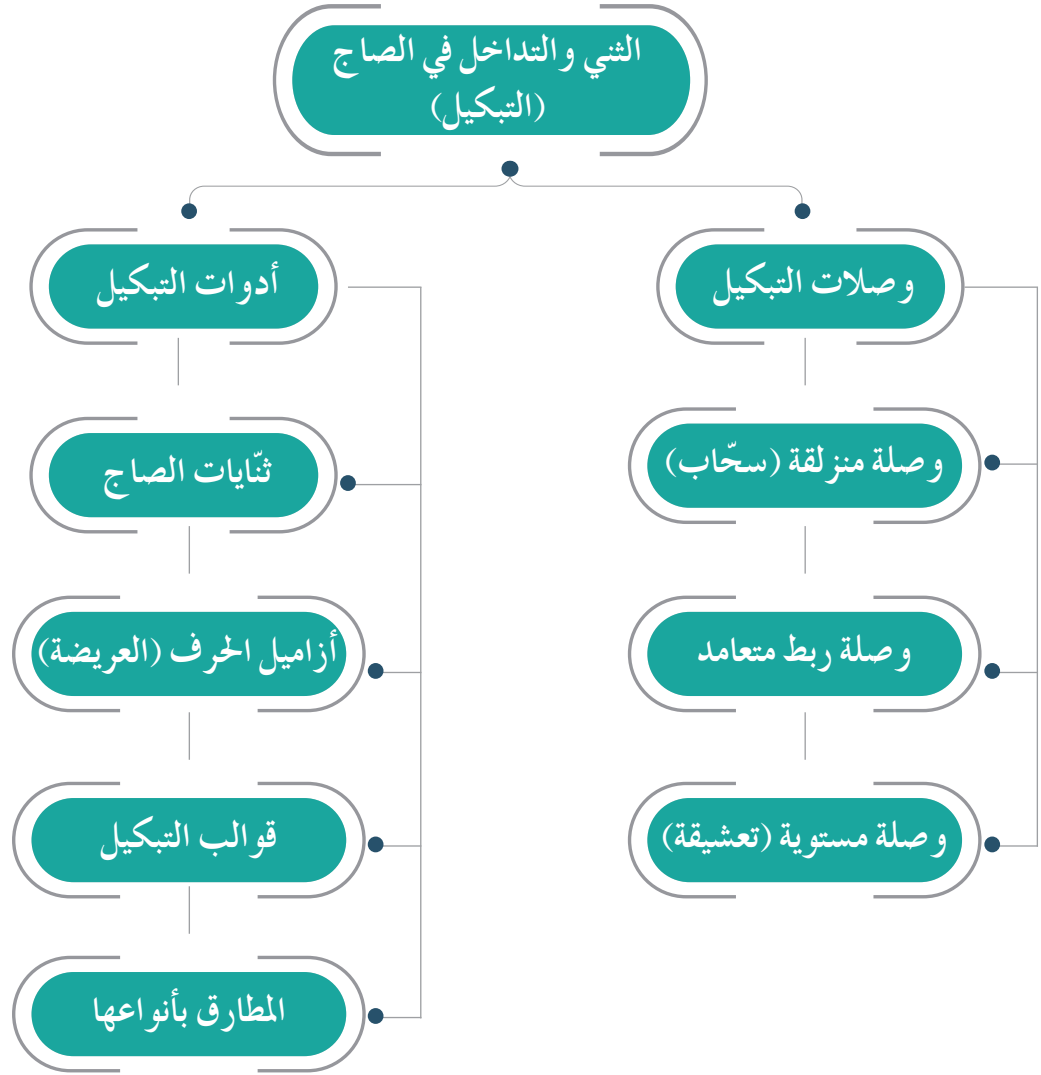 الثني والتداخل في الصاج
(التبكيل)
وصلات التبكيل
وصلة منزلقة (سحّاب)
وصلة ربط متعامد
وصلة مستوية (تعشيقة)
أدوات التبكيل
ثنّايات الصاج
أزاميل الحرف (العريضة)
قوالب التبكيل
المطارق بأنواعها